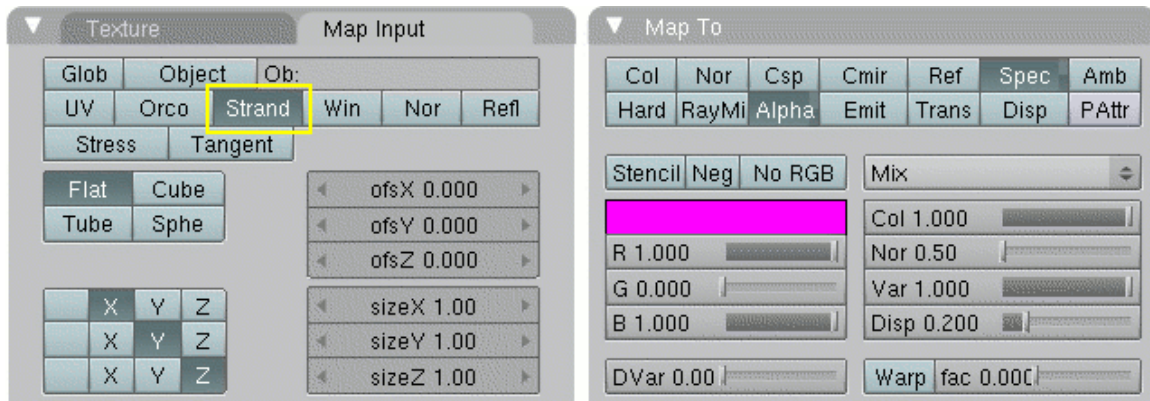 Texture Map Input
Glob Object Ob:
UV Orco Strand Win Nor Refl
Stress Tangent
Flat Cube
Tube Sphe
ofsX 0.000
ofsY 0.000
ofsZ 0.000
X Y Z
X Y Z
X Y Z
sizeX 1.00
sizeY 1.00
sizeZ 1.00
Map To
Col Nor Csp Cmir Ref Spec Amb
Hard RayMi Alpha Emit Trans Disp PAttr
Stencil Neg No RGB
R 1.000
G 0.000
B 1.000
DVar 0.00
Mix
Col 1.000
Nor 0.50
Var 1.000
Disp 0.200
Warp fac 0.000